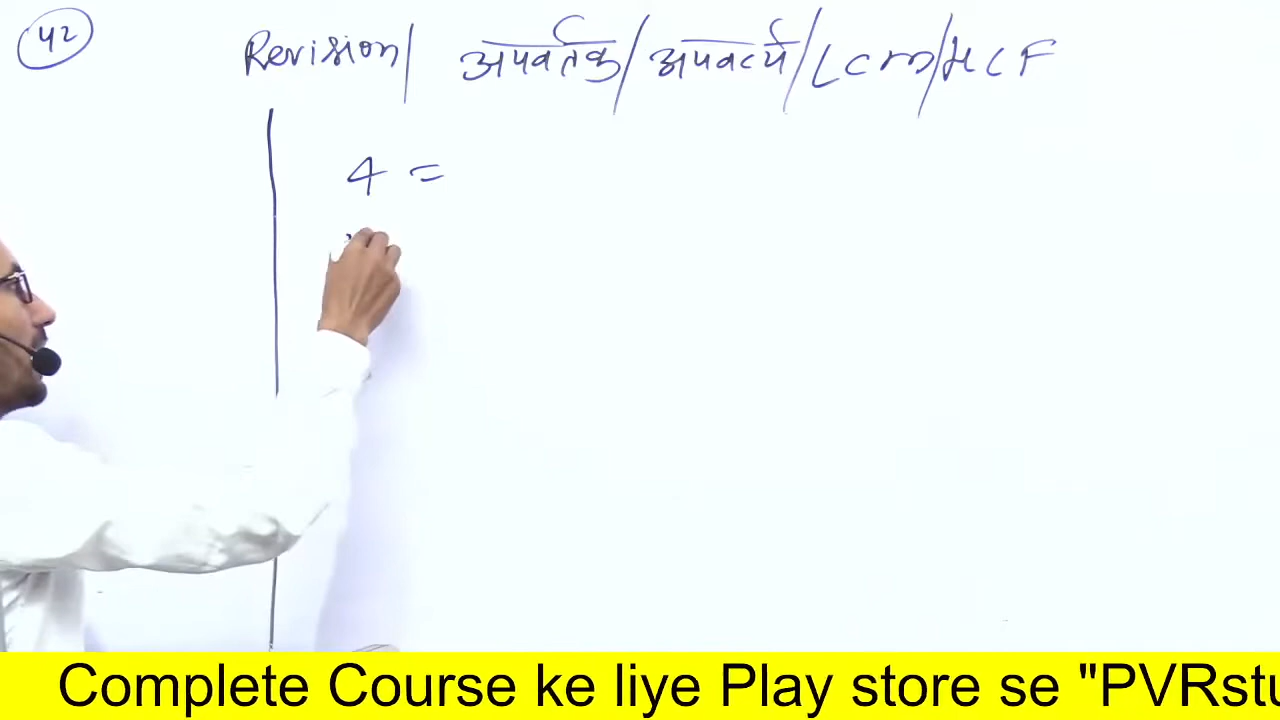 42
Revision / अपवर्तक / अपवर्त्य / LCM / HCF
4 =
Complete Course ke liye Play store se "PVRstu